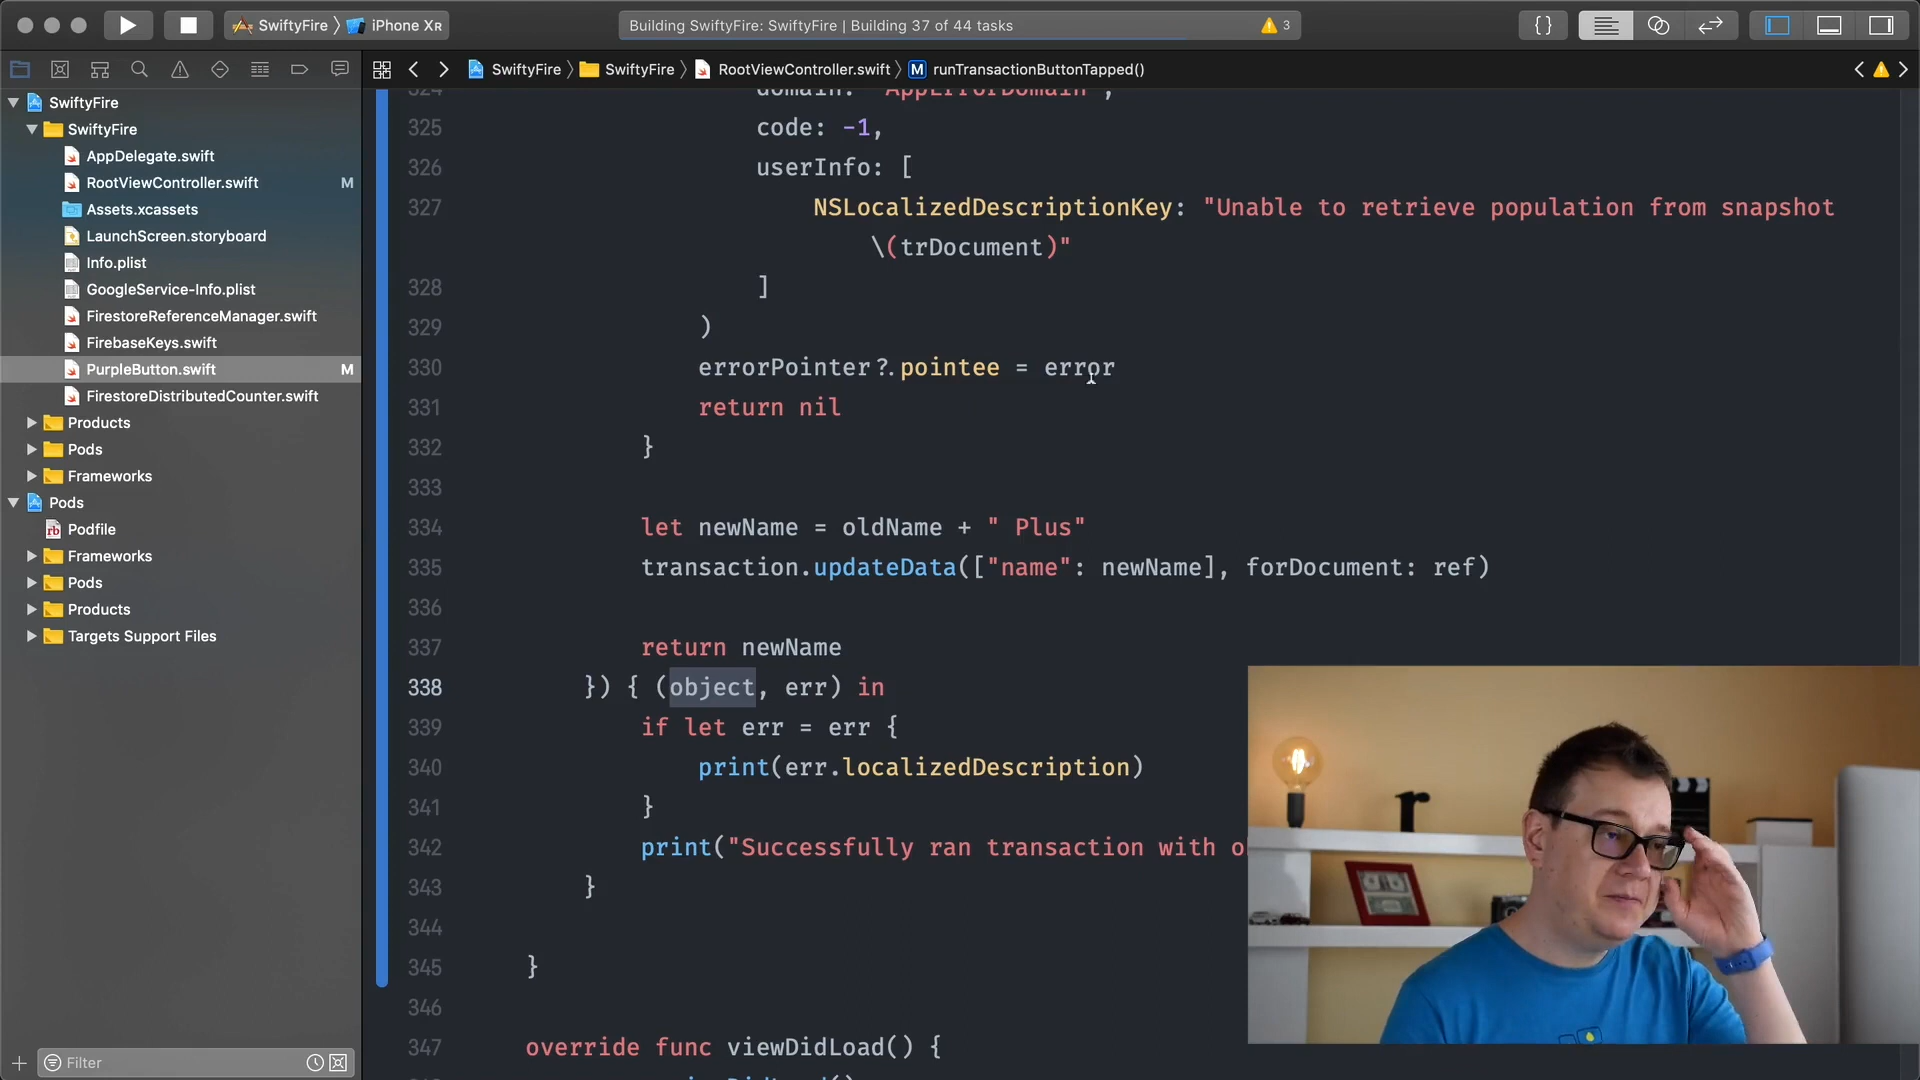 SwiftyFire 〉 iPhone XR
Building SwiftyFire: SwiftyFire | Building 37 of 44 tasks
3
{ }
SwiftyFire 〉 SwiftyFire 〉 RootViewController.swift 〉 M runTransactionButtonTapped()
SwiftyFire
SwiftyFire
AppDelegate.swift
RootViewController.swift M
Assets.xcassets
LaunchScreen.storyboard
Info.plist
GoogleService-Info.plist
FirestoreReferenceManager.swift
FirebaseKeys.swift
PurpleButton.swift M
FirestoreDistributedCounter.swift
Products
Pods
Frameworks
Pods
rb Podfile
Frameworks
Pods
Products
Targets Support Files
Filter
324 domain: "AppErrorDomain",
325 code: -1,
326 userInfo: [
327 NSLocalizedDescriptionKey: "Unable to retrieve population from snapshot
\(trDocument)"
328 ]
329 )
330 errorPointer?.pointee = error
331 return nil
332 }
333
334 let newName = oldName + " Plus"
335 transaction.updateData(["name": newName], forDocument: ref)
336
337 return newName
338 }) { (object, err) in
339 if let err = err {
340 print(err.localizedDescription)
341 }
342 print("Successfully ran transaction with o
343 }
344
345 }
346
347 override func viewDidLoad() {